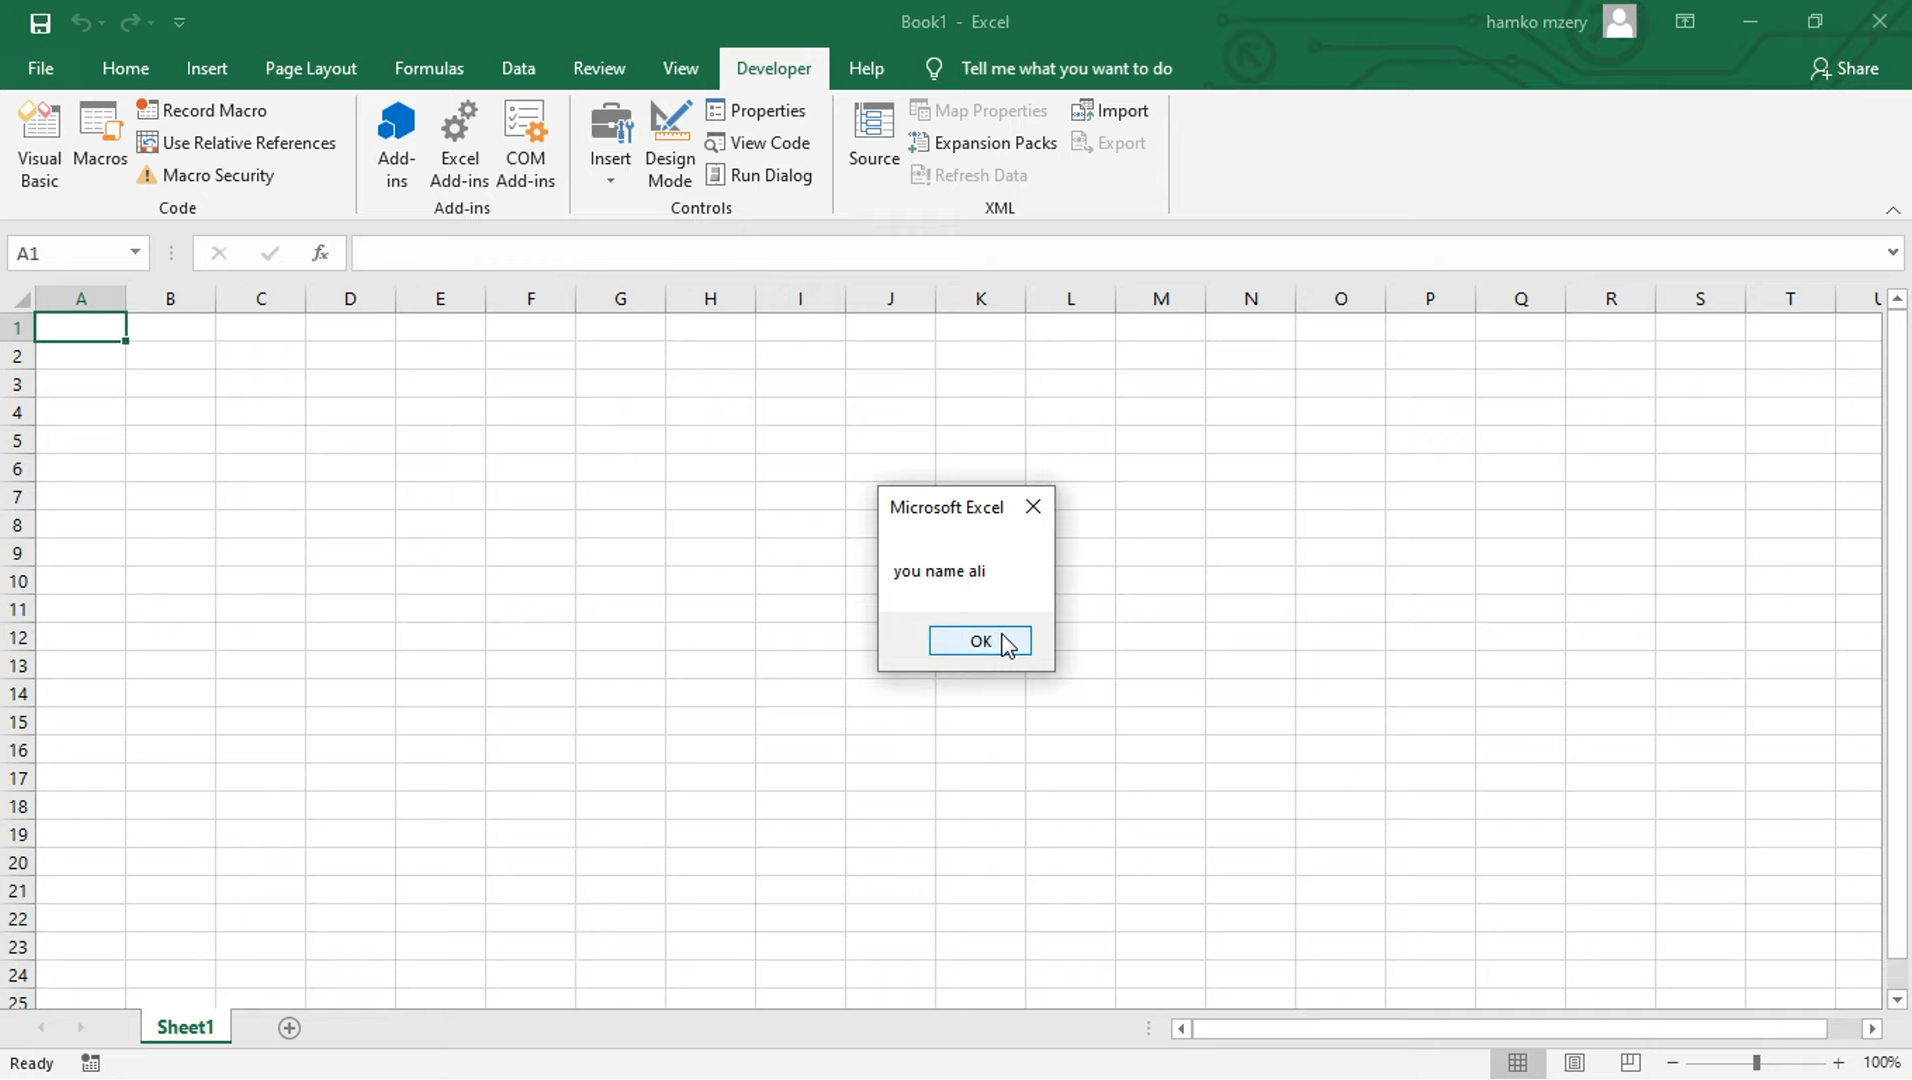 Book1 - Excel
hamko mzery
File Home Insert Page Layout Formulas Data Review View Developer Help Tell me what you want to do Share
Visual Basic
Macros
Record Macro
Use Relative References
Macro Security
Code
Add-ins
Excel Add-ins
COM Add-ins
Add-ins
Insert
Design Mode
Properties
View Code
Run Dialog
Controls
Source
Map Properties
Expansion Packs
Refresh Data
Import
Export
XML
A1
fx
A B C D E F G H I J K L M N O P Q R S T U
1
2
3
4
5
6
7
8
9
10
11
12
13
14
15
16
17
18
19
20
21
22
23
24
25
Microsoft Excel
you name ali
OK
Sheet1
Ready
100%